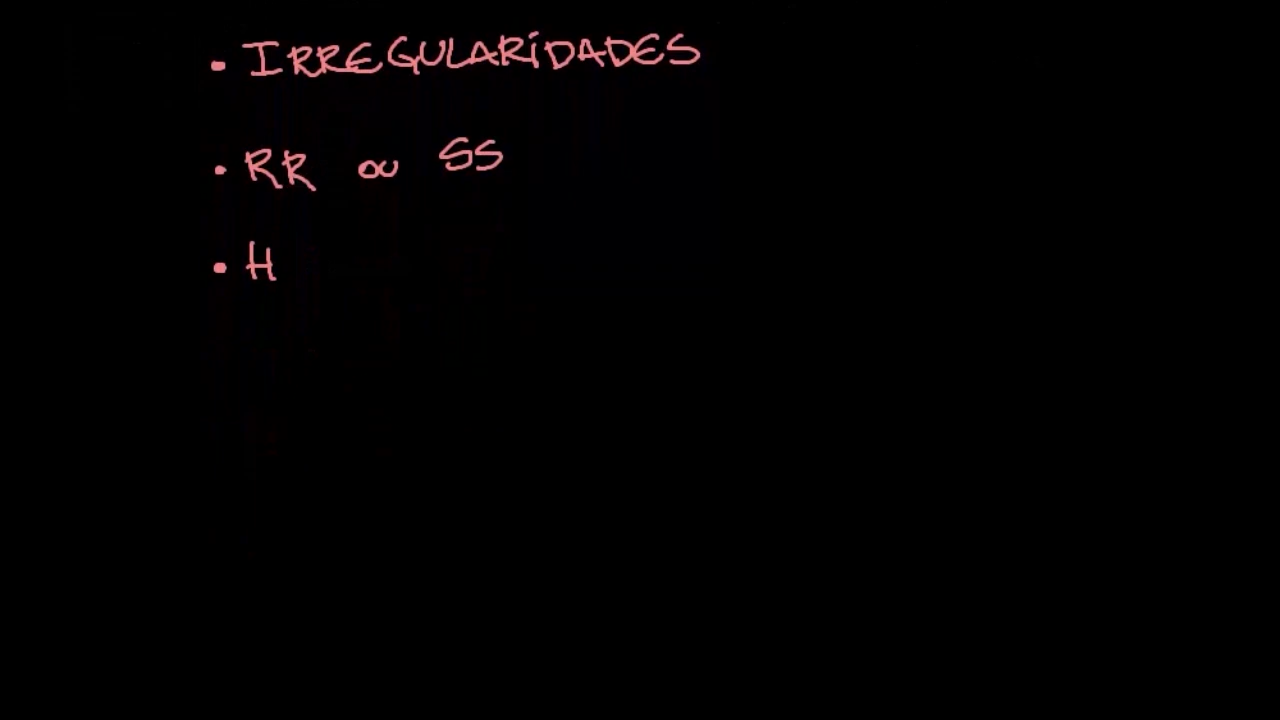 • IRREGULARIDADES
• RR ou SS
• H